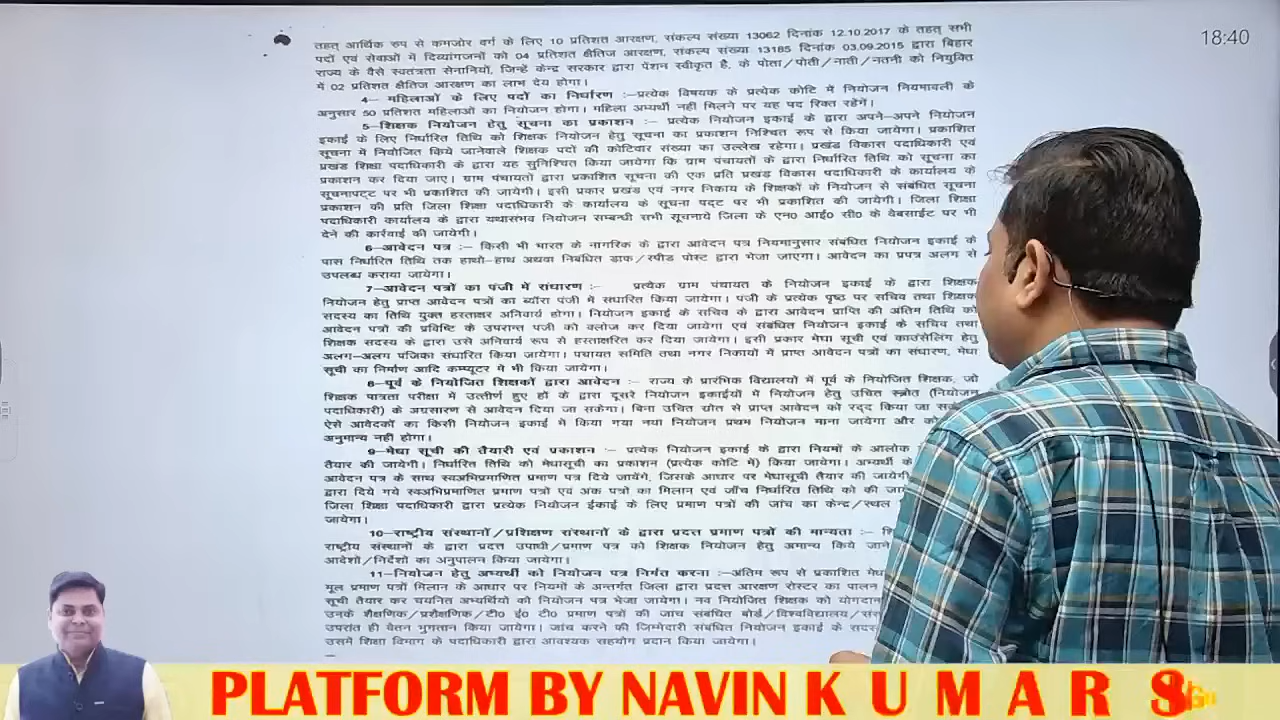 तहत् आर्थिक रुप से कमजोर वर्ग के लिए 10 प्रतिशत आरक्षण, संकल्प संख्या 13062 दिनांक 12.10.2017 के तहत् सभी
पदों एवं सेवाओं में दिव्यांगजनों को 04 प्रतिशत क्षैतिज आरक्षण, संकल्प संख्या 13185 दिनांक 03.09.2015 द्वारा बिहार
राज्य के वैसे स्वतंत्रता सेनानियों, जिन्हें केन्द्र सरकार द्वारा पेंशन स्वीकृत है, के पोता/पोती/नाती/नतनी को नियुक्ति
में 02 प्रतिशत क्षैतिज आरक्षण का लाभ देय होगा।
4— महिलाओं के लिए पदों का निर्धारण :–प्रत्येक विषयक के प्रत्येक कोटि में नियोजन नियमावली के
अनुसार 50 प्रतिशत महिलाओं का नियोजन होगा। महिला अभ्यर्थी नहीं मिलने पर यह पद रिक्त रहेगें।
5–शिक्षक नियोजन हेतु सूचना का प्रकाशन :– प्रत्येक नियोजन इकाई के द्वारा अपने–अपने नियोजन
इकाई के लिए निर्धारित तिथि को शिक्षक नियोजन हेतु सूचना का प्रकाशन निश्चित रूप से किया जायेगा। प्रकाशित
सूचना में नियोजित किये जानेवाले शिक्षक पदों की कोटिवार संख्या का उल्लेख रहेगा। प्रखंड विकास पदाधिकारी एवं
प्रखंड शिक्षा पदाधिकारी के द्वारा यह सुनिश्चित किया जायेगा कि ग्राम पंचायतों के द्वारा निर्धारित तिथि को सूचना का
प्रकाशन कर दिया जाए। ग्राम पंचायतों द्वारा प्रकाशित सूचना की एक प्रति प्रखंड विकास पदाधिकारी के कार्यालय के
सूचनापट्ट पर भी प्रकाशित की जायेगी। इसी प्रकार प्रखंड एवं नगर निकाय के शिक्षकों के नियोजन से संबंधित सूचना
प्रकाशन की प्रति जिला शिक्षा पदाधिकारी के कार्यालय के सूचना पद्ट पर भी प्रकाशित की जायेगी। जिला शिक्षा
पदाधिकारी कार्यालय के द्वारा यथासंभव नियोजन सम्बन्धी सभी सूचनाये जिला के एन० आई० सी० के वेबसाईट पर भी
देने की कार्रवाई की जायेगी।
6–आवेदन पत्र :– किसी भी भारत के नागरिक के द्वारा आवेदन पत्र नियमानुसार संबंधित नियोजन इकाई के
पास निर्धारित तिथि तक हाथो–हाथ अथवा निबंधित डाक/स्पीड पोस्ट द्वारा भेजा जाएगा। आवेदन का प्रपत्र अलग से
उपलब्ध कराया जायेगा।
7–आवेदन पत्रों का पंजी में संधारण :– प्रत्येक ग्राम पंचायत के नियोजन इकाई के द्वारा शिक्षक
नियोजन हेतु प्राप्त आवेदन पत्रों का ब्यौरा पंजी में संधारित किया जायेगा। पंजी के प्रत्येक पृष्ठ पर सचिव तथा शिक्षक
सदस्य का तिथि युक्त हस्ताक्षर अनिवार्य होगा। नियोजन इकाई के सचिव के द्वारा आवेदन प्राप्ति की अंतिम तिथि को
आवेदन पत्रों की प्रविष्टि के उपरान्त पंजी को क्लोज कर दिया जायेगा एवं संबंधित नियोजन इकाई के सचिव तथा
शिक्षक सदस्य के द्वारा उसे अनिवार्य रूप से हस्ताक्षरित कर दिया जायेगा। इसी प्रकार मेघा सूची एवं काउंसेलिंग हेतु
अलग–अलग पंजिका संधारित किया जायेगा। पंचायत समिति तथा नगर निकायों में प्राप्त आवेदन पत्रों का संधारण, मेघा
सूची का निर्माण आदि कम्प्यूटर में भी किया जायेगा।
8–पूर्व के नियोजित शिक्षकों द्वारा आवेदन :– राज्य के प्रारंभिक विद्यालयों में पूर्व के नियोजित शिक्षक, जो
शिक्षक पात्रता परीक्षा में उत्तीर्ण हुए हों के द्वारा दूसरे नियोजन इकाईयों में नियोजन हेतु उचित स्त्रोत (नियोजन
पदाधिकारी) के अग्रसारण से आवेदन दिया जा सकेगा। बिना उचित स्रोत से प्राप्त आवेदन को रद्द किया जा
ऐसे आवेदकों का किसी नियोजन इकाई में किया गया नया नियोजन प्रथम नियोजन माना जायेगा और
अनुमान्य नहीं होगा।
9–मेघा सूची की तैयारी एवं प्रकाशन :– प्रत्येक नियोजन इकाई के द्वारा नियमों के आलोक
तैयार की जायेगी। निर्धारित तिथि को मेधासूची का प्रकाशन (प्रत्येक कोटि में) किया जायेगा। अभ्यर्थी के
आवेदन पत्र के साथ स्वअभिप्रमाणित प्रमाण पत्र दिये जायेंगे, जिसके आधार पर मेधासूची तैयार की जायेगी
द्वारा दिये गये स्वअभिप्रमाणित प्रमाण पत्रों एवं अंक पत्रों का मिलान एवं जाँच निर्धारित तिथि को की
जिला शिक्षा पदाधिकारी द्वारा प्रत्येक नियोजन ईकाई के लिए प्रमाण पत्रों की जांच का केन्द्र/स्थल
जायेगा।
10–राष्ट्रीय संस्थानों/प्रशिक्षण संस्थानों के द्वारा प्रदत्त प्रमाण पत्रों की मान्यता :–
राष्ट्रीय संस्थानों के द्वारा प्रदत्त उपाधी/प्रमाण पत्र को शिक्षक नियोजन हेतु अमान्य किये जाने
आदेशो/निर्देशों का अनुपालन किया जायेगा।
11–नियोजन हेतु अभ्यर्थी को नियोजन पत्र निर्गत करना :–अंतिम रूप से प्रकाशित
मूल प्रमाण पत्रों मिलान के आधार पर नियमों के अन्तर्गत जिला द्वारा प्रदत्त आरक्षण रोस्टर का पालन
सूची तैयार कर चयनित अभ्यर्थियों को नियोजन पत्र भेजा जायेगा। नव नियोजित शिक्षक को योगदान
उनके शैक्षणिक/प्रशैक्षणिक/टी० ई० टी० प्रमाण पत्रों की जांच संबंधित बोर्ड/विश्वविद्यालय/
उपरांत ही वेतन भुगतान किया जायेगा। जांच करने की जिम्मेदारी संबंधित नियोजन इकाई के
उसमें शिक्षा विभाग के पदाधिकारी द्वारा आवश्यक सहयोग प्रदान किया जायेगा।
18:40
PLATFORM BY NAVIN K U M A R S